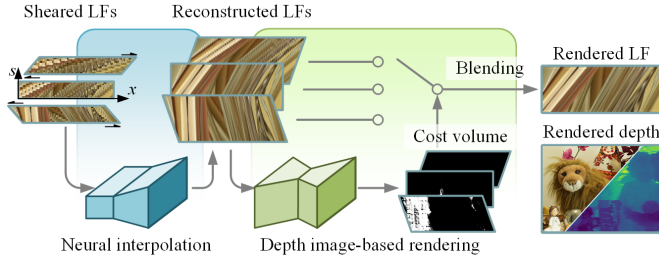 Sheared LFs
Reconstructed LFs
s
x
Blending
Rendered LF
Cost volume
Rendered depth
Neural interpolation
Depth image-based rendering